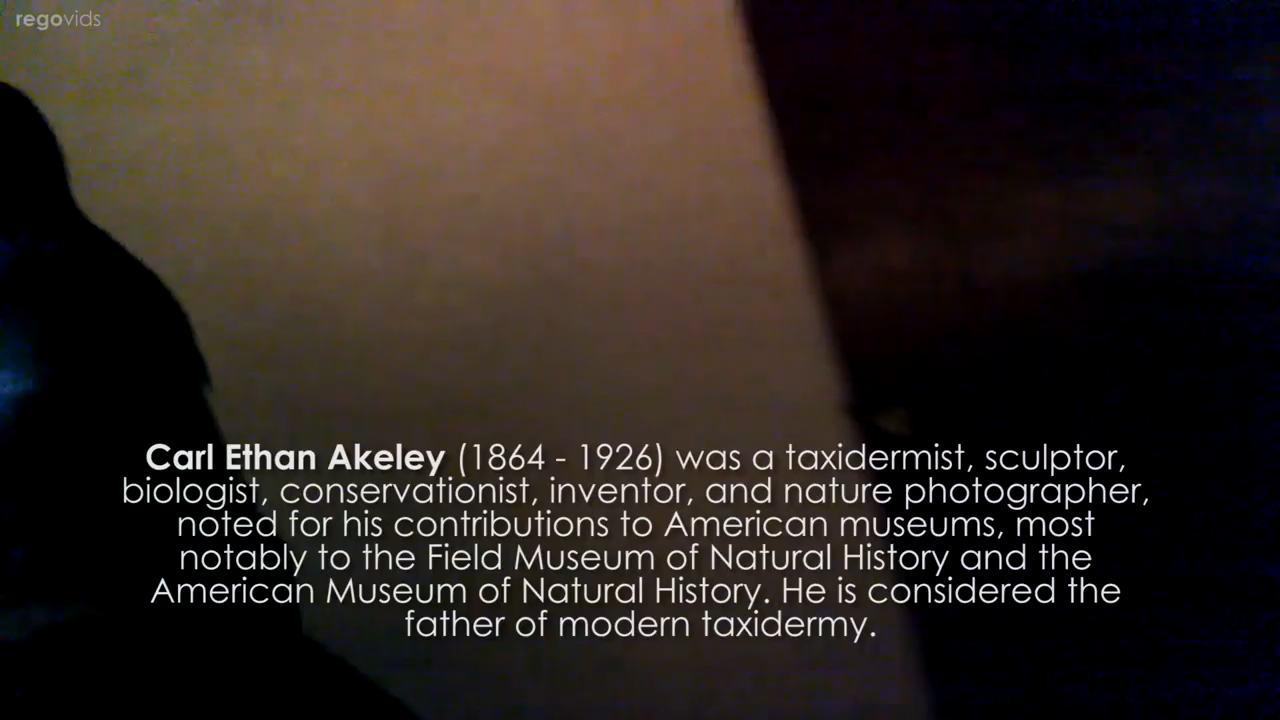 regovids
Carl Ethan Akeley (1864 - 1926) was a taxidermist, sculptor,
biologist, conservationist, inventor, and nature photographer,
noted for his contributions to American museums, most
notably to the Field Museum of Natural History and the
American Museum of Natural History. He is considered the
father of modern taxidermy.